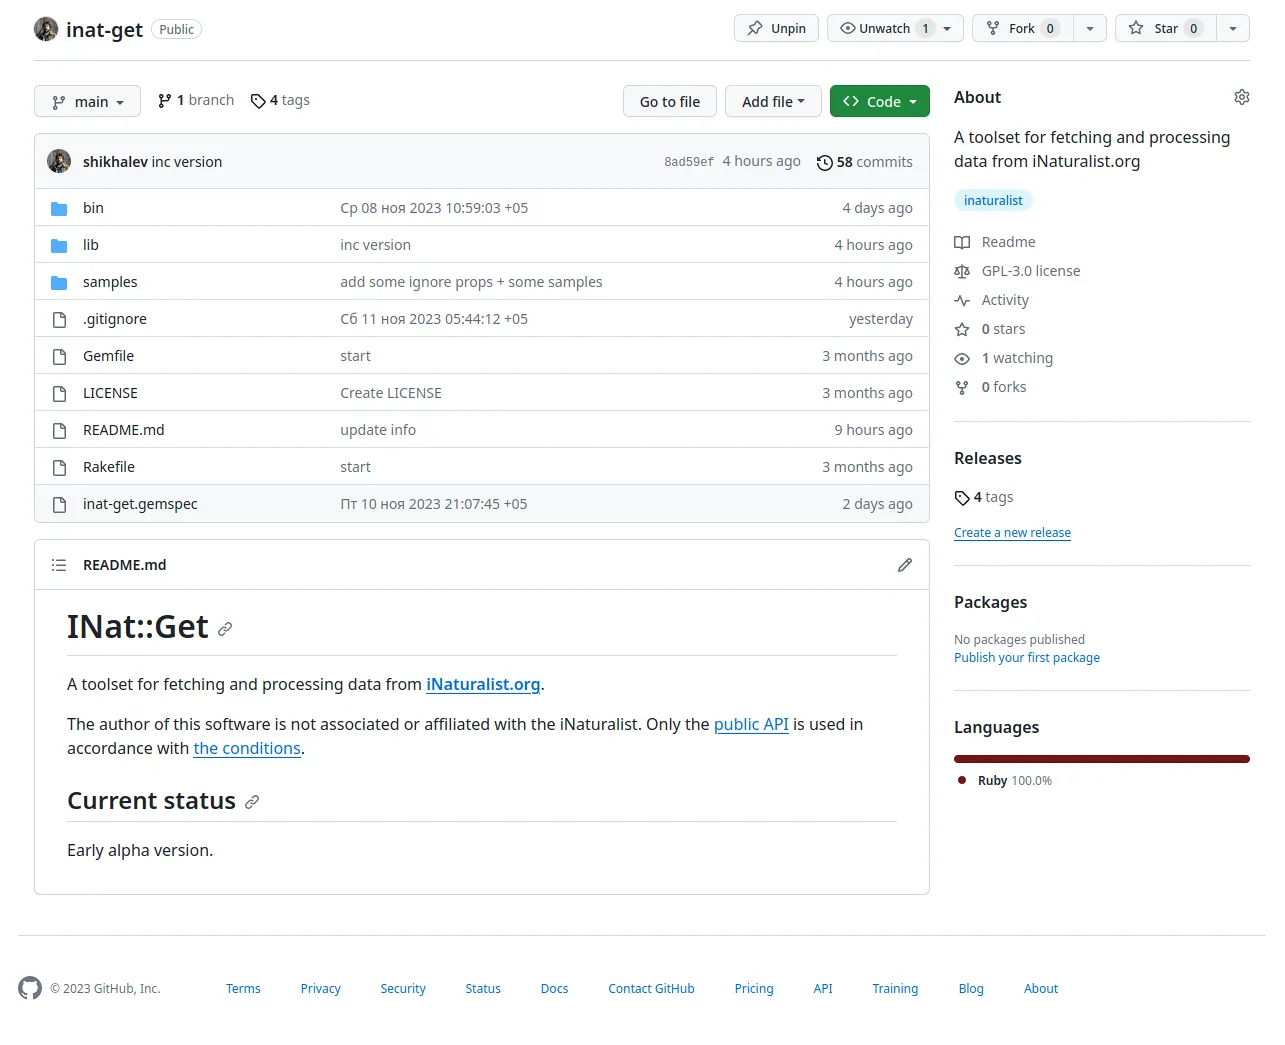 inat-get Public Unpin Unwatch 1 Fork 0 Star 0
main 1 branch 4 tags Go to file Add file Code
shikhalev inc version 8ad59ef 4 hours ago 58 commits
bin Ср 08 ноя 2023 10:59:03 +05 4 days ago
lib inc version 4 hours ago
samples add some ignore props + some samples 4 hours ago
.gitignore Сб 11 ноя 2023 05:44:12 +05 yesterday
Gemfile start 3 months ago
LICENSE Create LICENSE 3 months ago
README.md update info 9 hours ago
Rakefile start 3 months ago
inat-get.gemspec Пт 10 ноя 2023 21:07:45 +05 2 days ago
README.md
INat::Get
A toolset for fetching and processing data from iNaturalist.org.
The author of this software is not associated or affiliated with the iNaturalist. Only the public API is used in
accordance with the conditions.
Current status
Early alpha version.
About
A toolset for fetching and processing
data from iNaturalist.org
inaturalist
Readme
GPL-3.0 license
Activity
0 stars
1 watching
0 forks
Releases
4 tags
Create a new release
Packages
No packages published
Publish your first package
Languages
Ruby 100.0%
© 2023 GitHub, Inc. Terms Privacy Security Status Docs Contact GitHub Pricing API Training Blog About